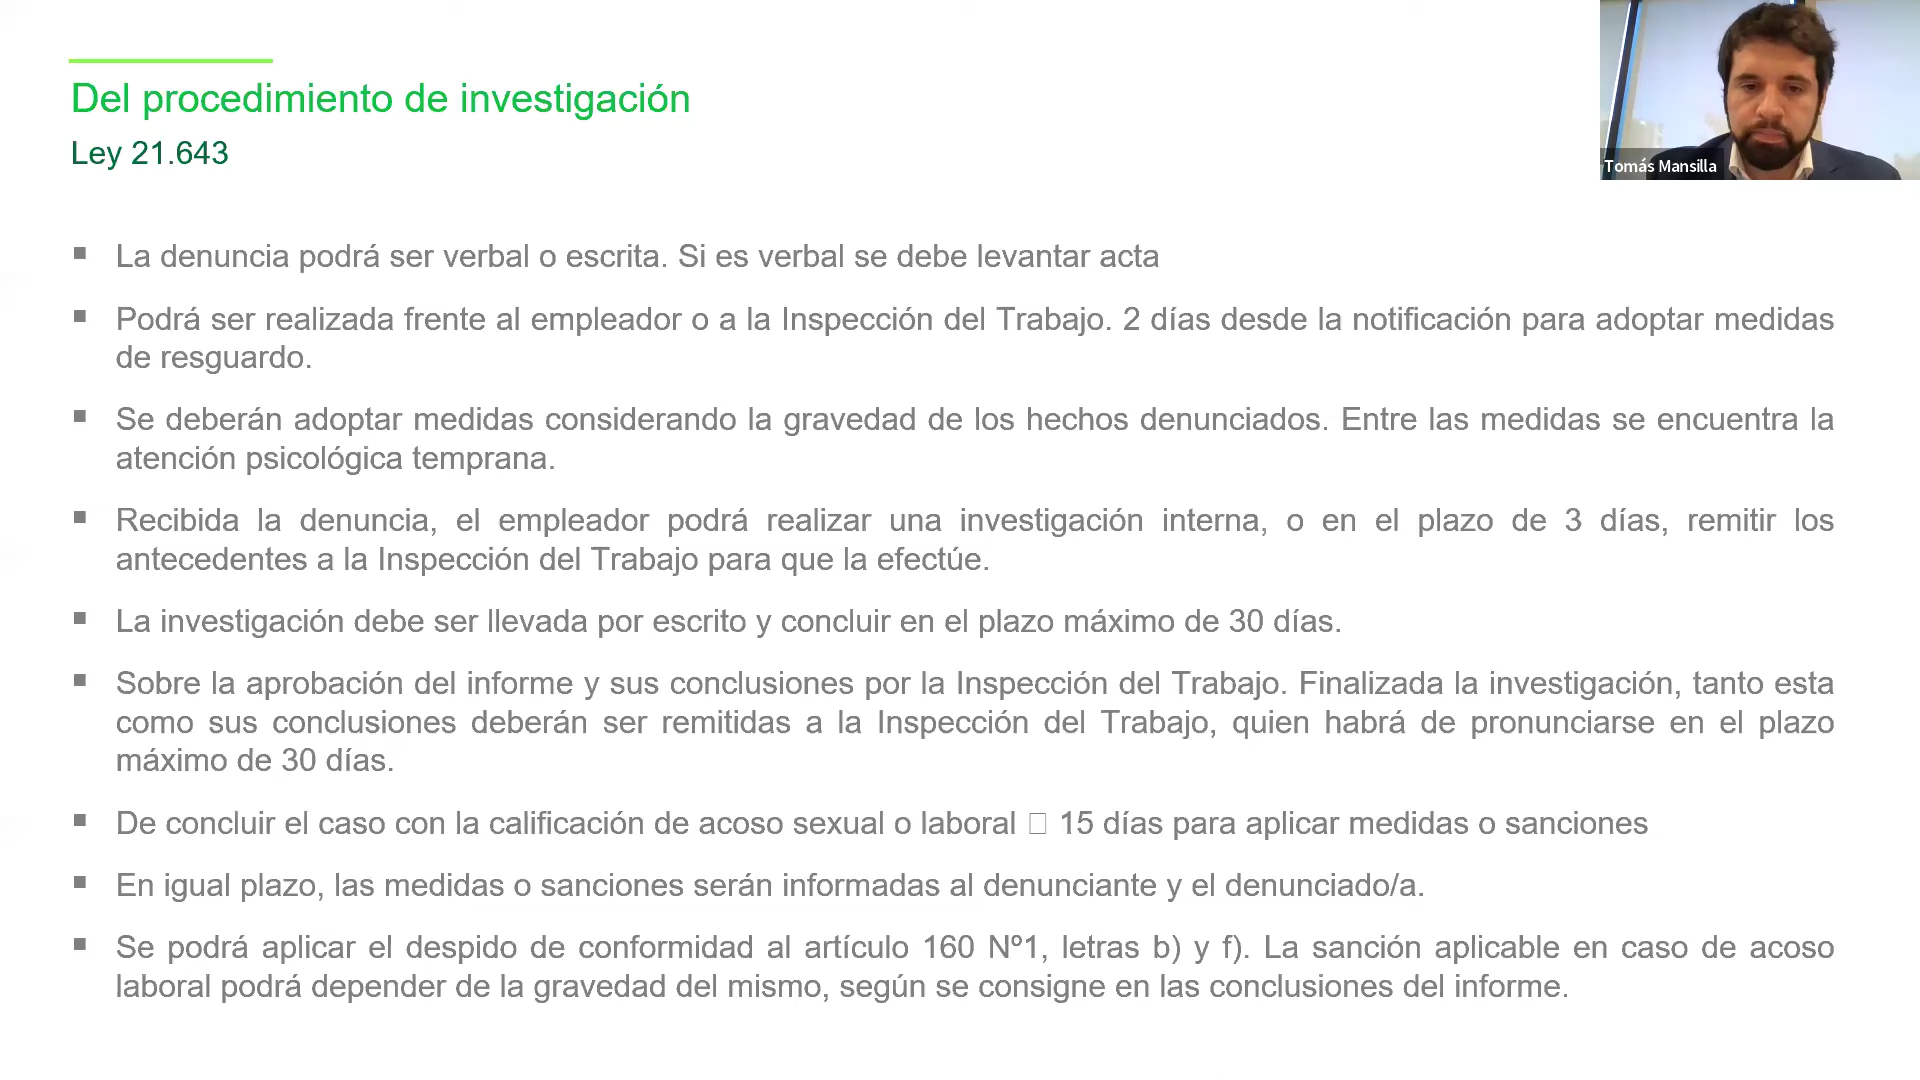 Del procedimiento de investigación
Ley 21.643
Tomás Mansilla
▪ La denuncia podrá ser verbal o escrita. Si es verbal se debe levantar acta
▪ Podrá ser realizada frente al empleador o a la Inspección del Trabajo. 2 días desde la notificación para adoptar medidas
de resguardo.
▪ Se deberán adoptar medidas considerando la gravedad de los hechos denunciados. Entre las medidas se encuentra la
atención psicológica temprana.
▪ Recibida la denuncia, el empleador podrá realizar una investigación interna, o en el plazo de 3 días, remitir los
antecedentes a la Inspección del Trabajo para que la efectúe.
▪ La investigación debe ser llevada por escrito y concluir en el plazo máximo de 30 días.
▪ Sobre la aprobación del informe y sus conclusiones por la Inspección del Trabajo. Finalizada la investigación, tanto esta
como sus conclusiones deberán ser remitidas a la Inspección del Trabajo, quien habrá de pronunciarse en el plazo
máximo de 30 días.
▪ De concluir el caso con la calificación de acoso sexual o laboral □ 15 días para aplicar medidas o sanciones
▪ En igual plazo, las medidas o sanciones serán informadas al denunciante y el denunciado/a.
▪ Se podrá aplicar el despido de conformidad al artículo 160 Nº1, letras b) y f). La sanción aplicable en caso de acoso
laboral podrá depender de la gravedad del mismo, según se consigne en las conclusiones del informe.